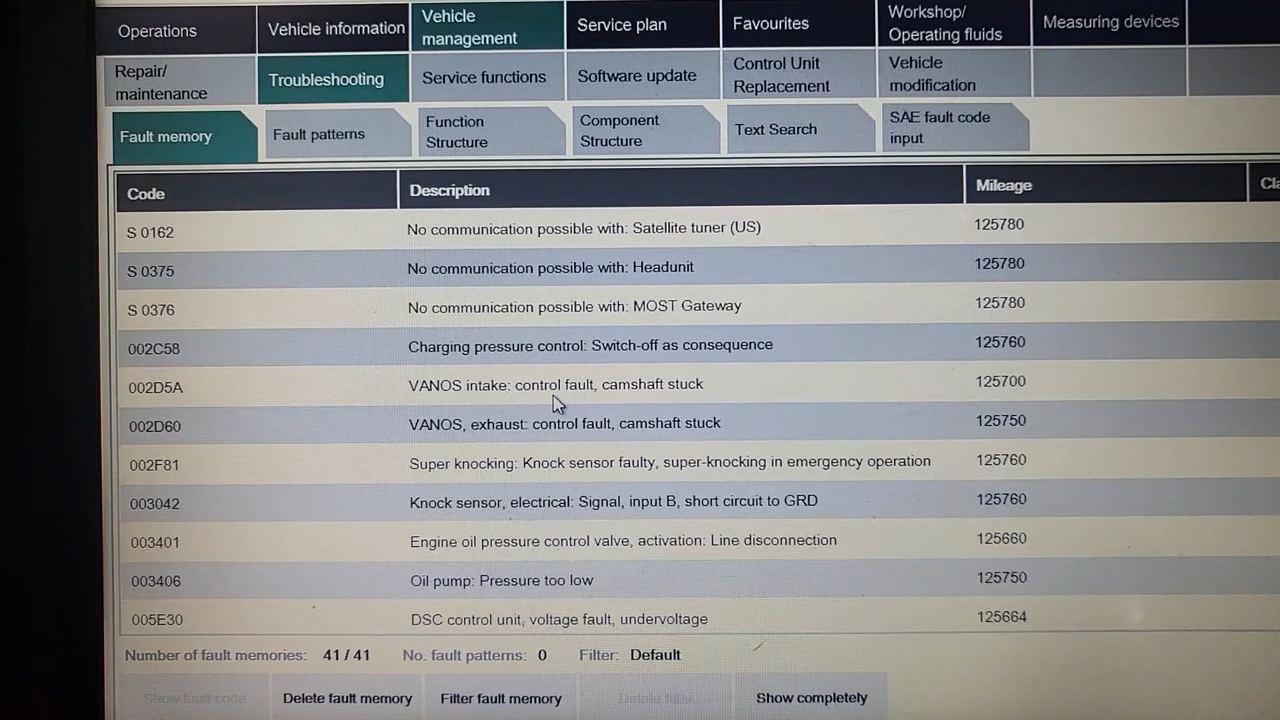 Operations
Vehicle information
Vehicle
management
Service plan
Favourites
Workshop/
Operating fluids
Measuring devices
Repair/
maintenance
Troubleshooting
Service functions
Software update
Control Unit
Replacement
Vehicle
modification
Fault memory
Fault patterns
Function
Structure
Component
Structure
Text Search
SAE fault code
input
Code Description Mileage
S 0162 No communication possible with: Satellite tuner (US) 125780
S 0375 No communication possible with: Headunit 125780
S 0376 No communication possible with: MOST Gateway 125780
002C58 Charging pressure control: Switch-off as consequence 125760
002D5A VANOS intake: control fault, camshaft stuck 125700
002D60 VANOS, exhaust: control fault, camshaft stuck 125750
002F81 Super knocking: Knock sensor faulty, super-knocking in emergency operation 125760
003042 Knock sensor, electrical: Signal, input B, short circuit to GRD 125760
003401 Engine oil pressure control valve, activation: Line disconnection 125660
003406 Oil pump: Pressure too low 125750
005E30 DSC control unit, voltage fault, undervoltage 125664
Number of fault memories: 41 / 41 No. fault patterns: 0 Filter: Default
Show fault code Delete fault memory Filter fault memory Delete filter Show completely